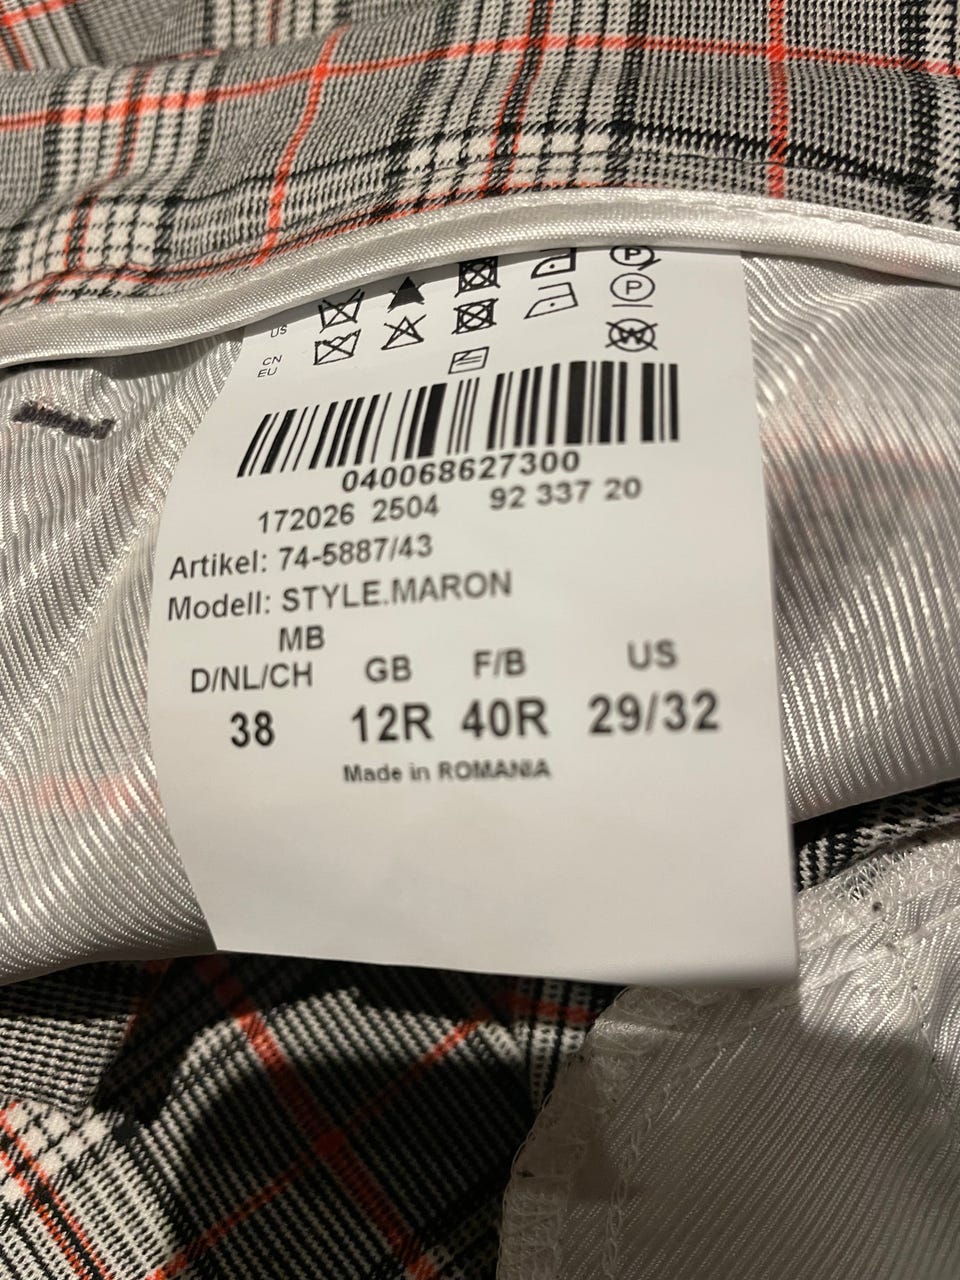 P
US
P
CN
EU
W
040068627300
172026 2504 92 337 20
Artikel: 74-5887/43
Modell: STYLE.MARON
MB
D/NL/CH GB F/B US
38 12R 40R 29/32
Made in ROMANIA